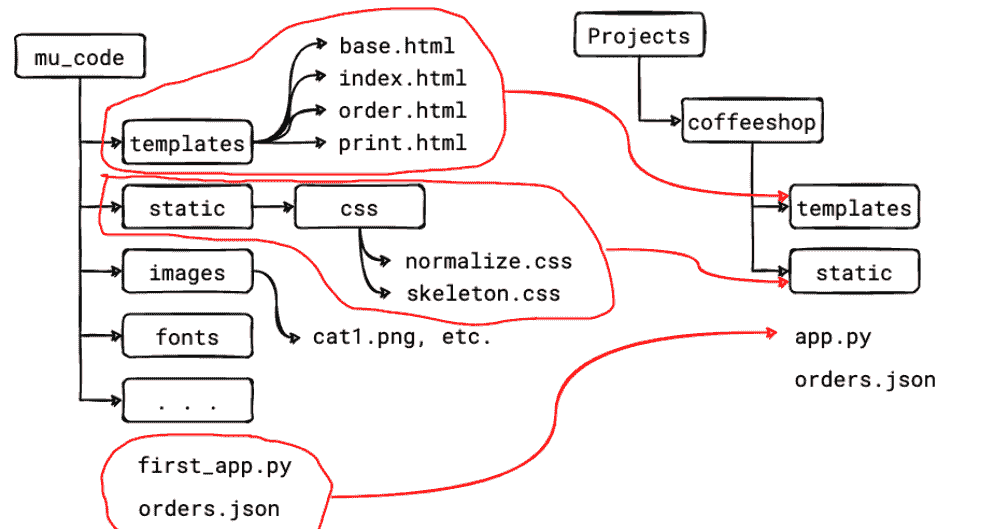 mu_code
templates
base.html
index.html
order.html
print.html
static
css
normalize.css
skeleton.css
images
cat1.png, etc.
fonts
. . .
first_app.py
orders.json
Projects
coffeeshop
templates
static
app.py
orders.json